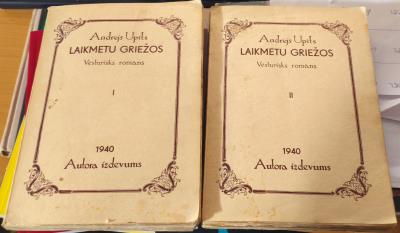 Andrejs Upīts
LAIKMETU GRIEŽOS
Vēsturisks romāns
I
1940
Autora izdevums
Andrejs Upīts
LAIKMETU GRIEŽOS
Vēsturisks romāns
II
1940
Autora izdevums